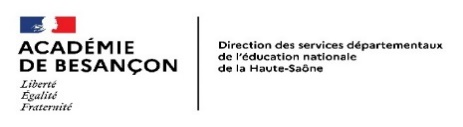 ACADÉMIE
DE BESANÇON
Liberté
Égalité
Fraternité
Direction des services départementaux
de l'éducation nationale
de la Haute-Saône